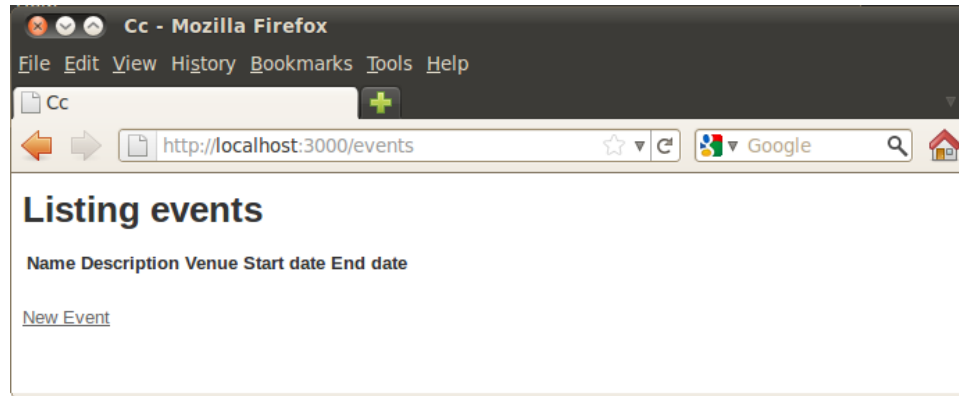 Cc - Mozilla Firefox
File Edit View History Bookmarks Tools Help
Cc
http://localhost:3000/events Google
Listing events
Name Description Venue Start date End date
New Event